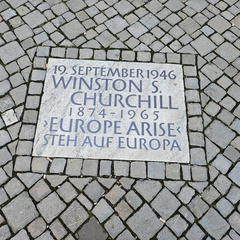 19. SEPTEMBER 1946
WINSTON S.
CHURCHILL
1874-1965
›EUROPE ARISE‹
STEH AUF EUROPA